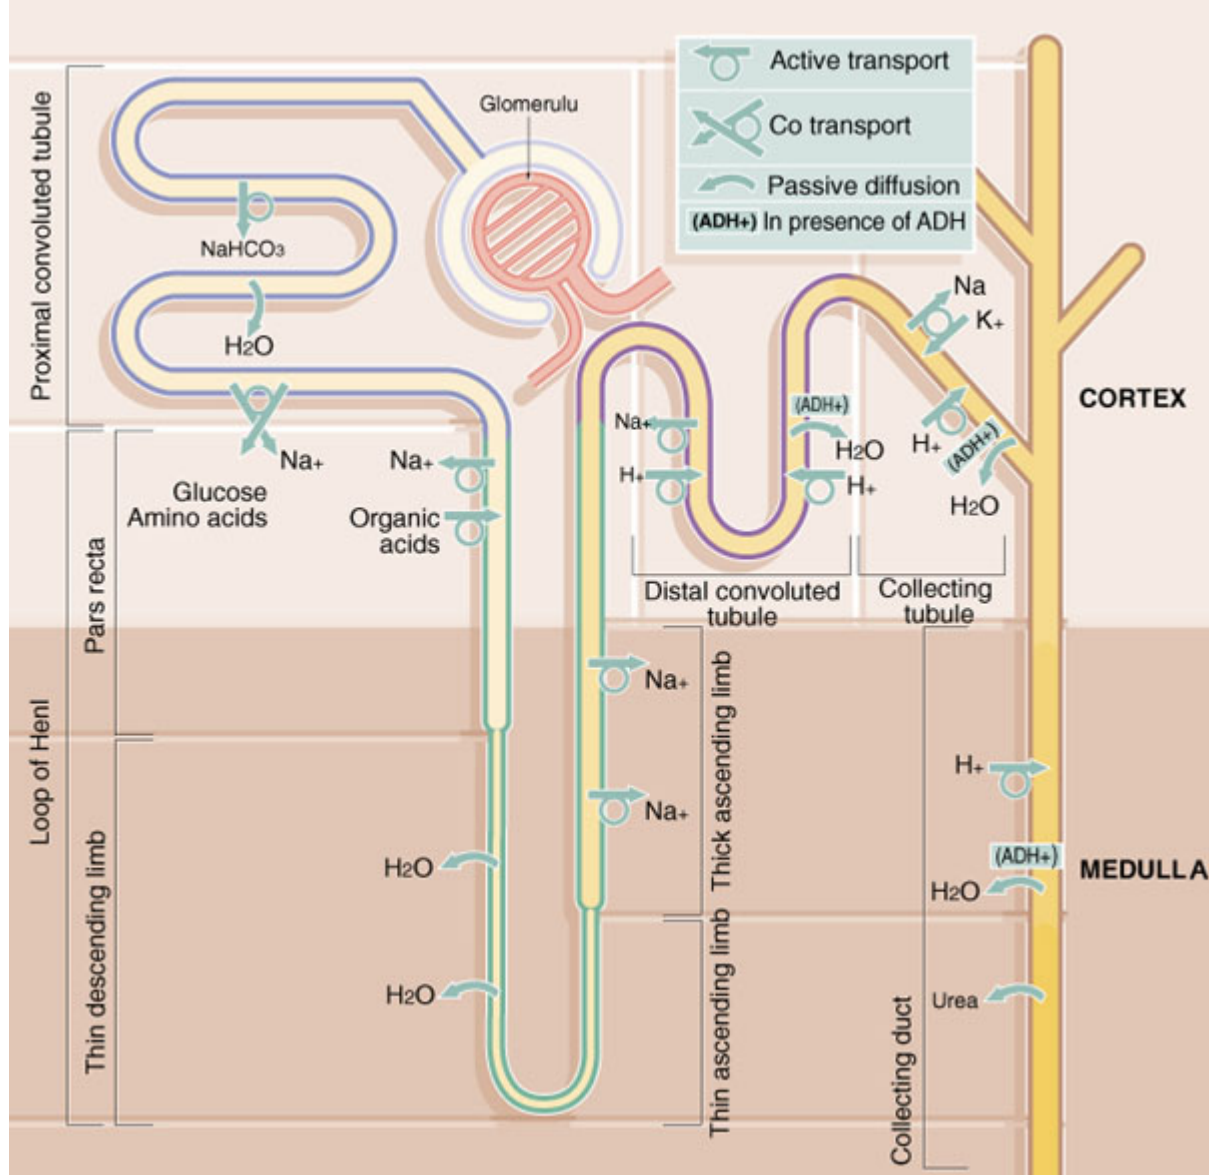 Glomerulu
Active transport
Co transport
Passive diffusion
(ADH+) In presence of ADH
Proximal convoluted tubule
NaHCO3
H2O
Na+
Glucose
Amino acids
Na+
Organic
acids
Na+
H+
(ADH+)
H2O
H+
Na
K+
H+
(ADH+)
H2O
CORTEX
Distal convoluted
tubule
Collecting
tubule
Loop of Henl
Pars recta
Thin descending limb
H2O
H2O
Na+
Na+
Thick ascending limb
Thin ascending limb
H+
(ADH+)
H2O
Urea
Collecting duct
MEDULLA